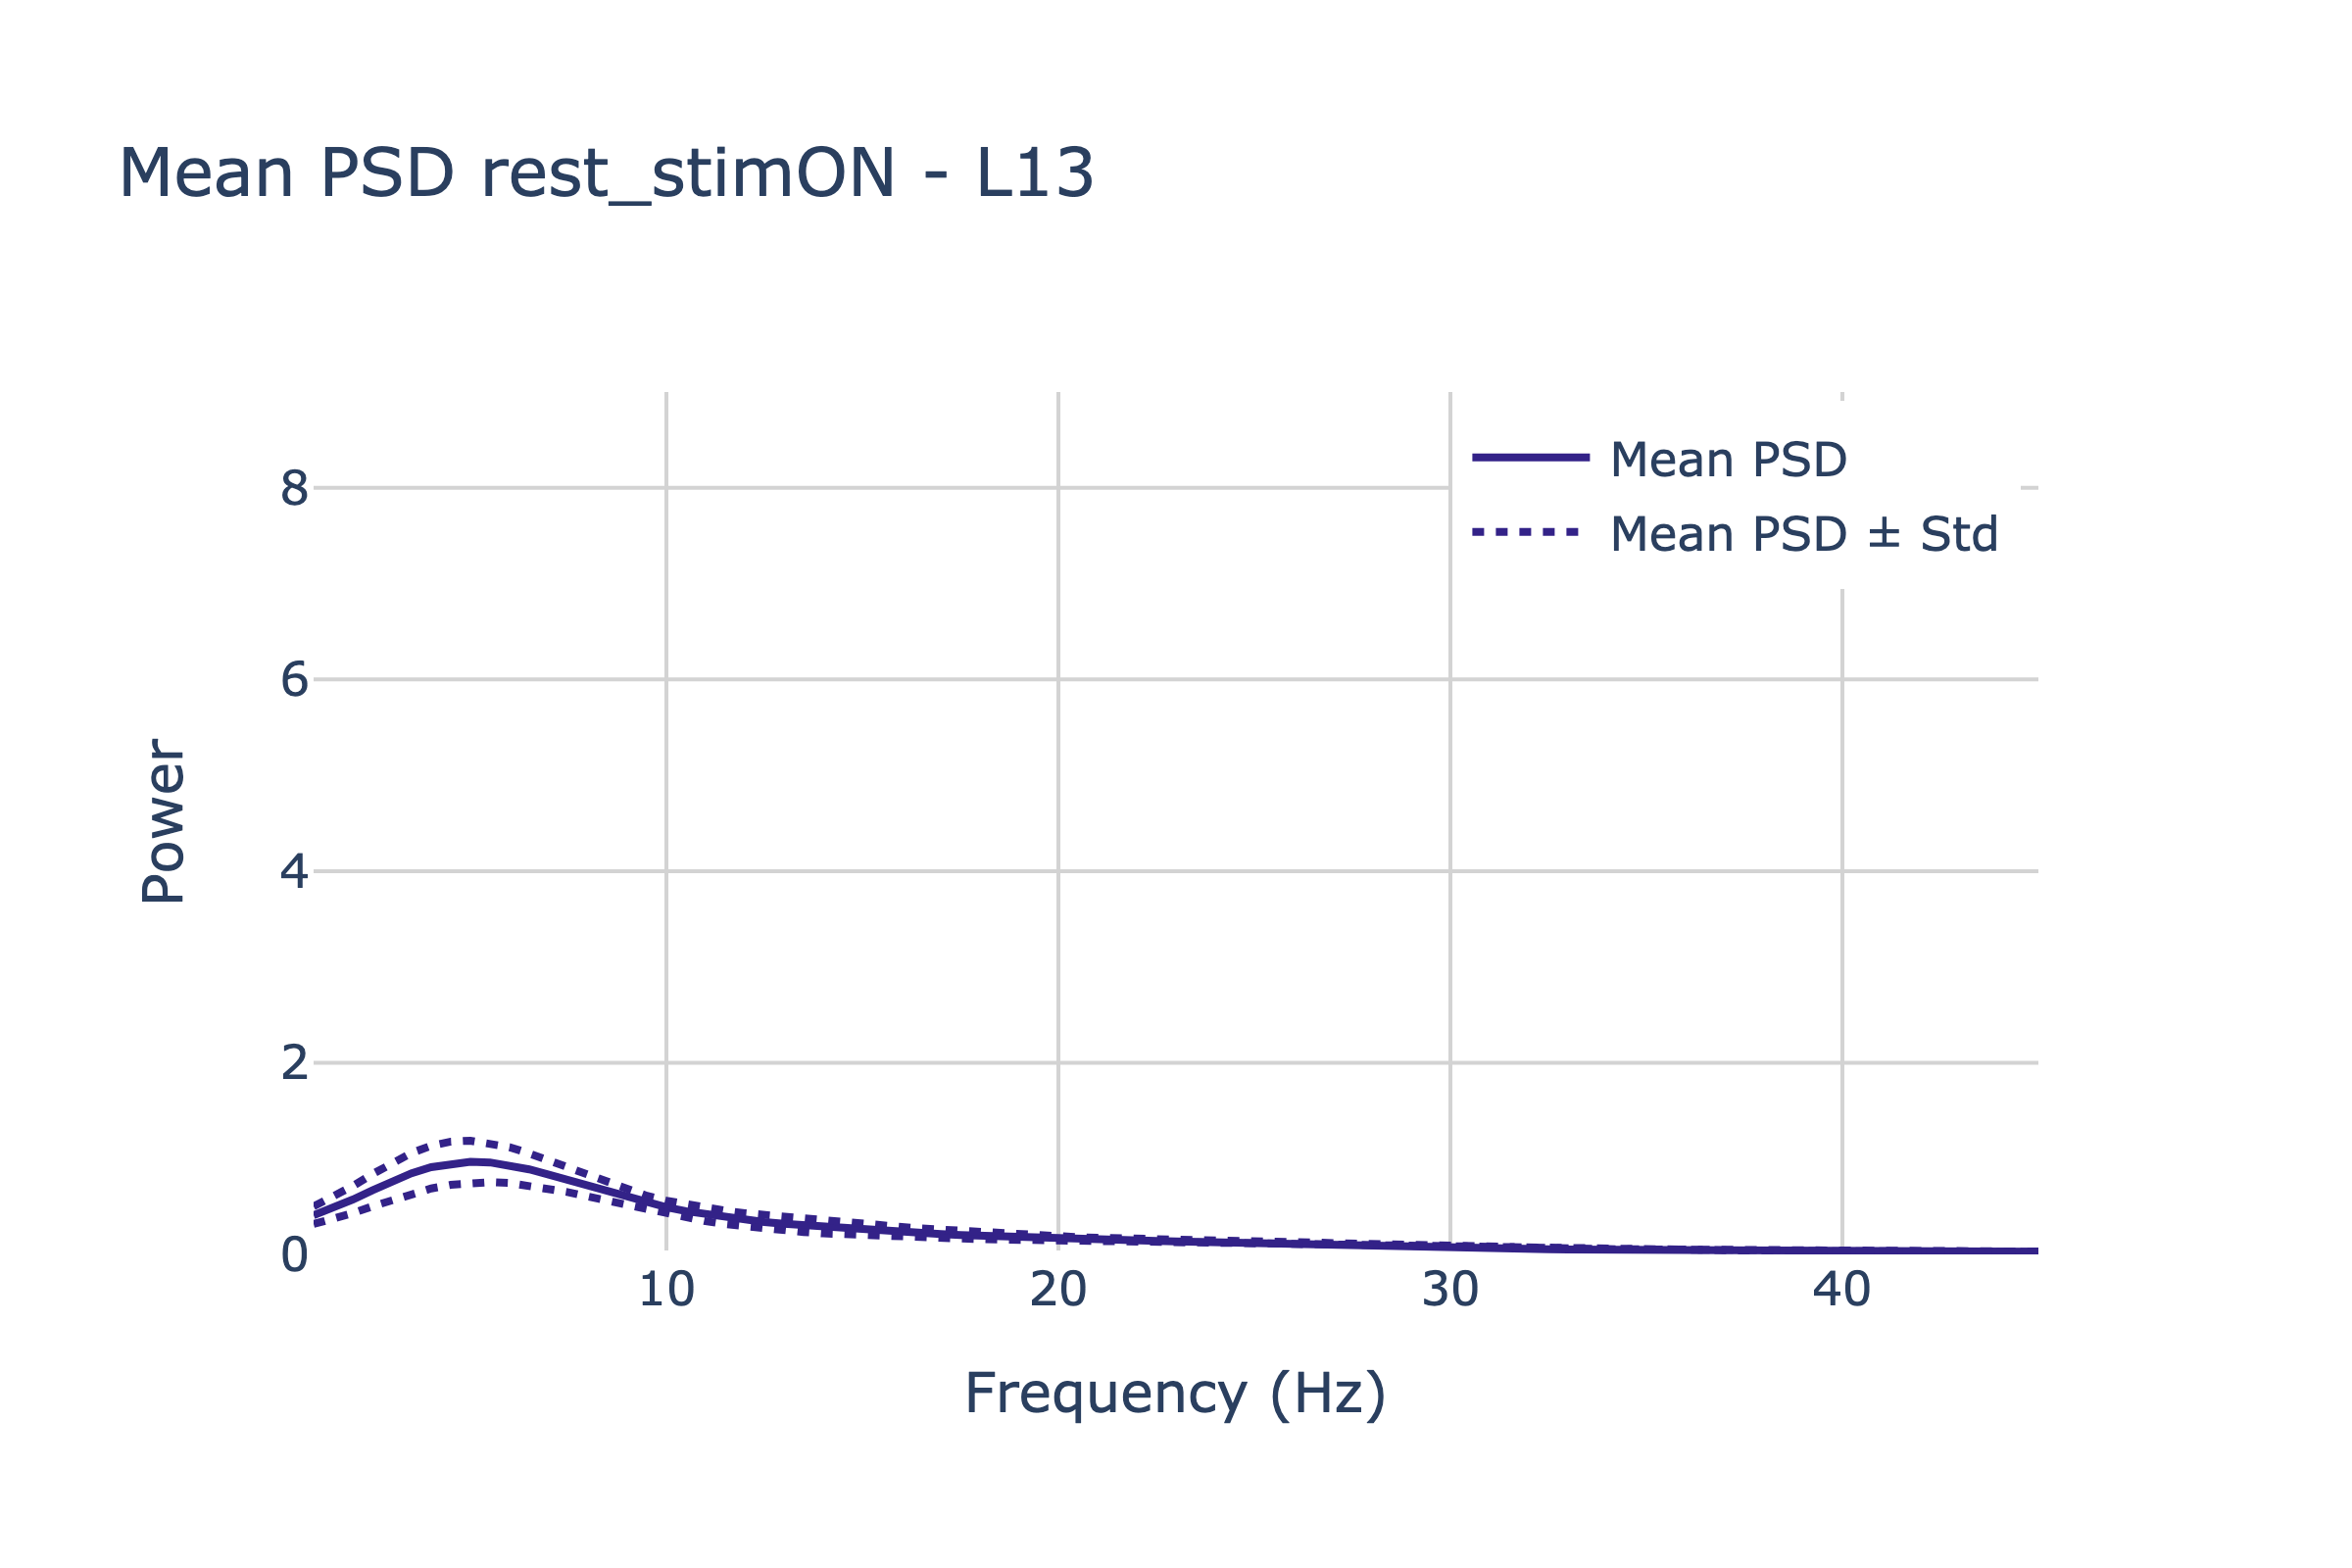 Mean PSD rest_stimON - L13
Mean PSD
Mean PSD ± Std
8
6
4
2
0
Power
10 20 30 40
Frequency (Hz)